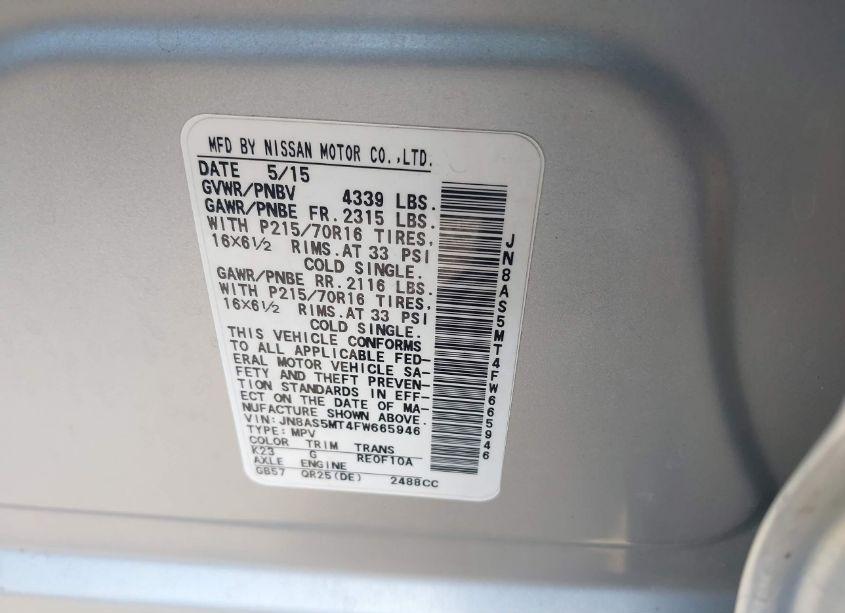 MFD BY NISSAN MOTOR CO.,LTD.
DATE 5/15
GVWR/PNBV 4339 LBS.
GAWR/PNBE FR. 2315 LBS.
WITH P215/70R16 TIRES,
16X6½ RIMS.AT 33 PSI
COLD SINGLE.
GAWR/PNBE RR. 2116 LBS.
WITH P215/70R16 TIRES,
16X6½ RIMS.AT 33 PSI
COLD SINGLE.
THIS VEHICLE CONFORMS
TO ALL APPLICABLE FED-
ERAL MOTOR VEHICLE SA-
FETY AND THEFT PREVEN-
TION STANDARDS IN EFF-
ECT ON THE DATE OF MA-
NUFACTURE SHOWN ABOVE.
VIN:JN8AS5MT4FW665946
TYPE: MPV
COLOR TRIM TRANS
K23 G RE0F10A
AXLE ENGINE
GB57 QR25(DE) 2488CC
JN8AS5MT4FW665946